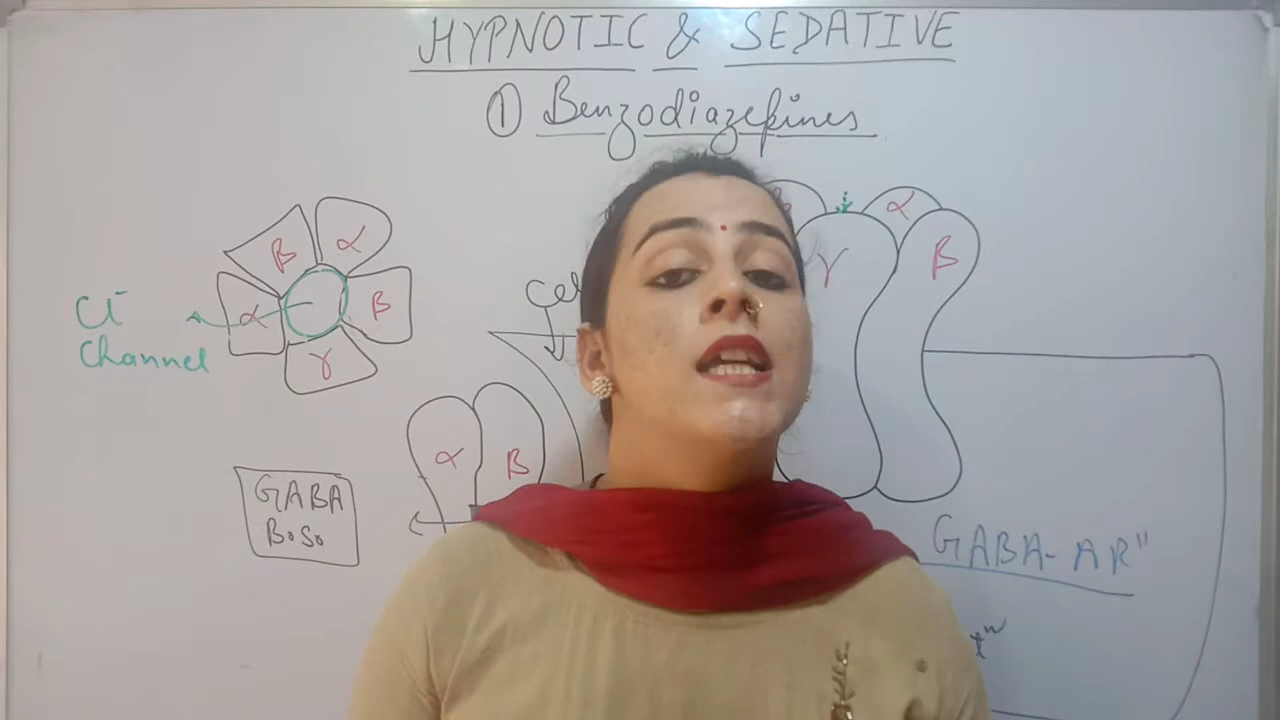 HYPNOTIC & SEDATIVE
① Benzodiazepines
β α
α β
γ
Cl⁻
Channel
α
γ β
α β
GABA
B.S.
GABA-AR"